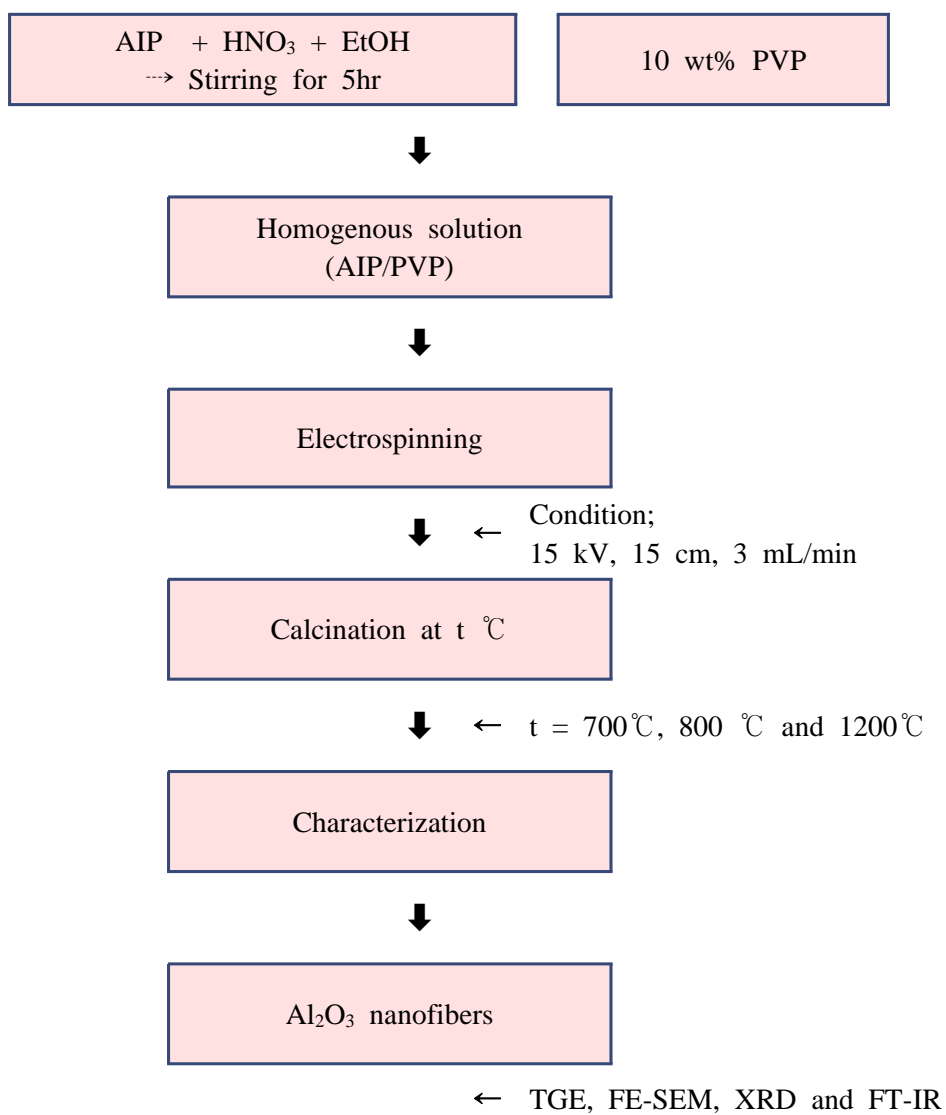 AIP + HNO₃ + EtOH
⤏ Stirring for 5hr
10 wt% PVP
Homogenous solution
(AIP/PVP)
Electrospinning
Condition;
15 kV, 15 cm, 3 mL/min
Calcination at t ℃
t = 700℃, 800 ℃ and 1200℃
Characterization
Al₂O₃ nanofibers
TGE, FE-SEM, XRD and FT-IR